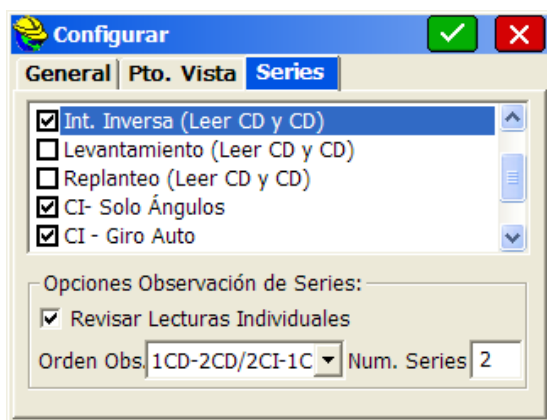 Configurar
General Pto. Vista Series
Int. Inversa (Leer CD y CD)
Levantamiento (Leer CD y CD)
Replanteo (Leer CD y CD)
CI- Solo Ángulos
CI - Giro Auto
Opciones Observación de Series:
Revisar Lecturas Individuales
Orden Obs. 1CD-2CD/2CI-1C Num. Series 2